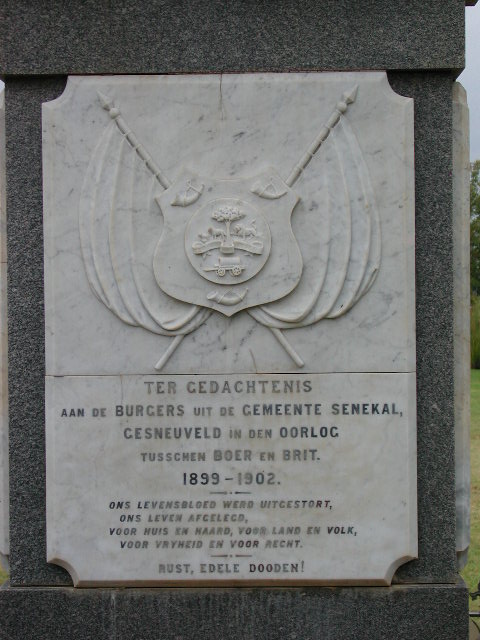 TER GEDACHTENIS
AAN DE BURGERS UIT DE GEMEENTE SENEKAL,
GESNEUVELD IN DEN OORLOG
TUSSCHEN BOER EN BRIT.
1899-1902.
ONS LEVENSBLOED WERD UITGESTORT,
ONS LEVEN AFGELEGD,
VOOR HUIS EN HAARD, VOOR LAND EN VOLK,
VOOR VRYHEID EN VOOR RECHT.
RUST, EDELE DOODEN!